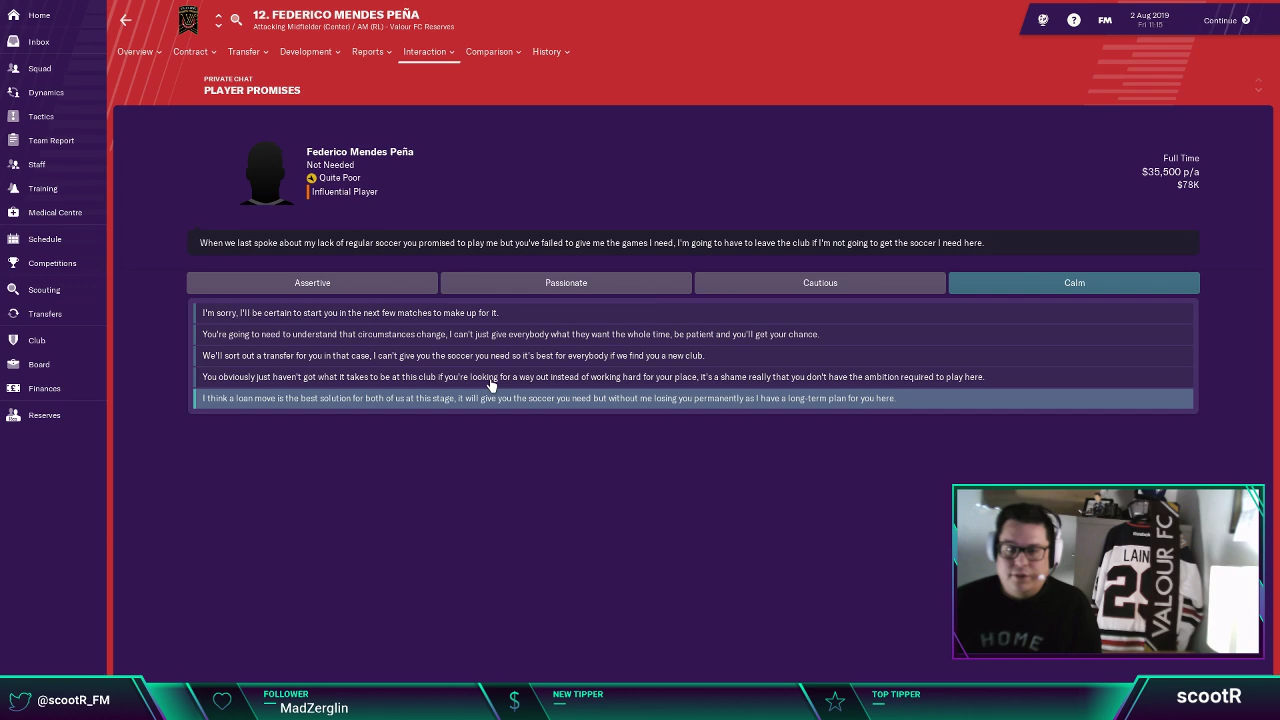 Home
Inbox
Squad
Dynamics
Tactics
Team Report
Staff
Training
Medical Centre
Schedule
Competitions
Scouting
Transfers
Club
Board
Finances
Reserves
12. FEDERICO MENDES PEÑA
Attacking Midfielder (Center) / AM (RL) - Valour FC Reserves
FM
2 Aug 2019
Fri 11:15
Continue
Overview
Contract
Transfer
Development
Reports
Interaction
Comparison
History
PRIVATE CHAT
PLAYER PROMISES
Federico Mendes Peña
Not Needed
Quite Poor
Influential Player
Full Time
$35,500 p/a
$78K
When we last spoke about my lack of regular soccer you promised to play me but you've failed to give me the games I need, I'm going to have to leave the club if I'm not going to get the soccer I need here.
Assertive
Passionate
Cautious
Calm
I'm sorry, I'll be certain to start you in the next few matches to make up for it.
You're going to need to understand that circumstances change, I can't just give everybody what they want the whole time, be patient and you'll get your chance.
We'll sort out a transfer for you in that case, I can't give you the soccer you need so it's best for everybody if we find you a new club.
You obviously just haven't got what it takes to be at this club if you're looking for a way out instead of working hard for your place, it's a shame really that you don't have the ambition required to play here.
I think a loan move is the best solution for both of us at this stage, it will give you the soccer you need but without me losing you permanently as I have a long-term plan for you here.
LAIN
2
VALOUR FC
HOME
@scootR_FM
FOLLOWER
MadZerglin
NEW TIPPER
TOP TIPPER
scootR